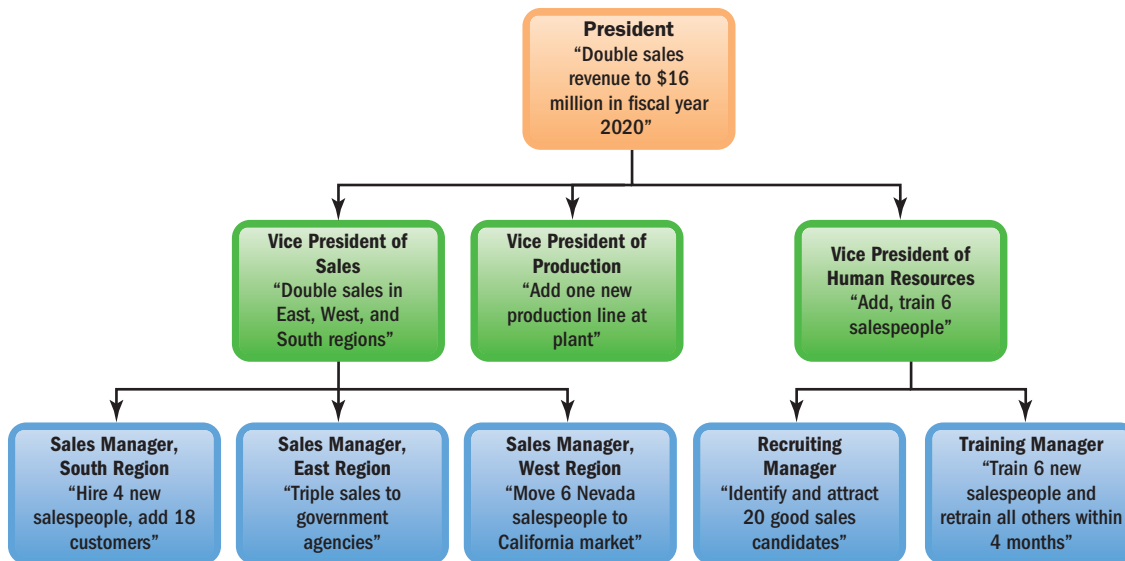 President
“Double sales
revenue to $16
million in fiscal year
2020”
Vice President of
Sales
“Double sales in
East, West, and
South regions”
Vice President of
Production
“Add one new
production line at
plant”
Vice President of
Human Resources
“Add, train 6
salespeople”
Sales Manager,
South Region
“Hire 4 new
salespeople, add 18
customers”
Sales Manager,
East Region
“Triple sales to
government
agencies”
Sales Manager,
West Region
“Move 6 Nevada
salespeople to
California market”
Recruiting
Manager
“Identify and attract
20 good sales
candidates”
Training Manager
“Train 6 new
salespeople and
retrain all others within
4 months”